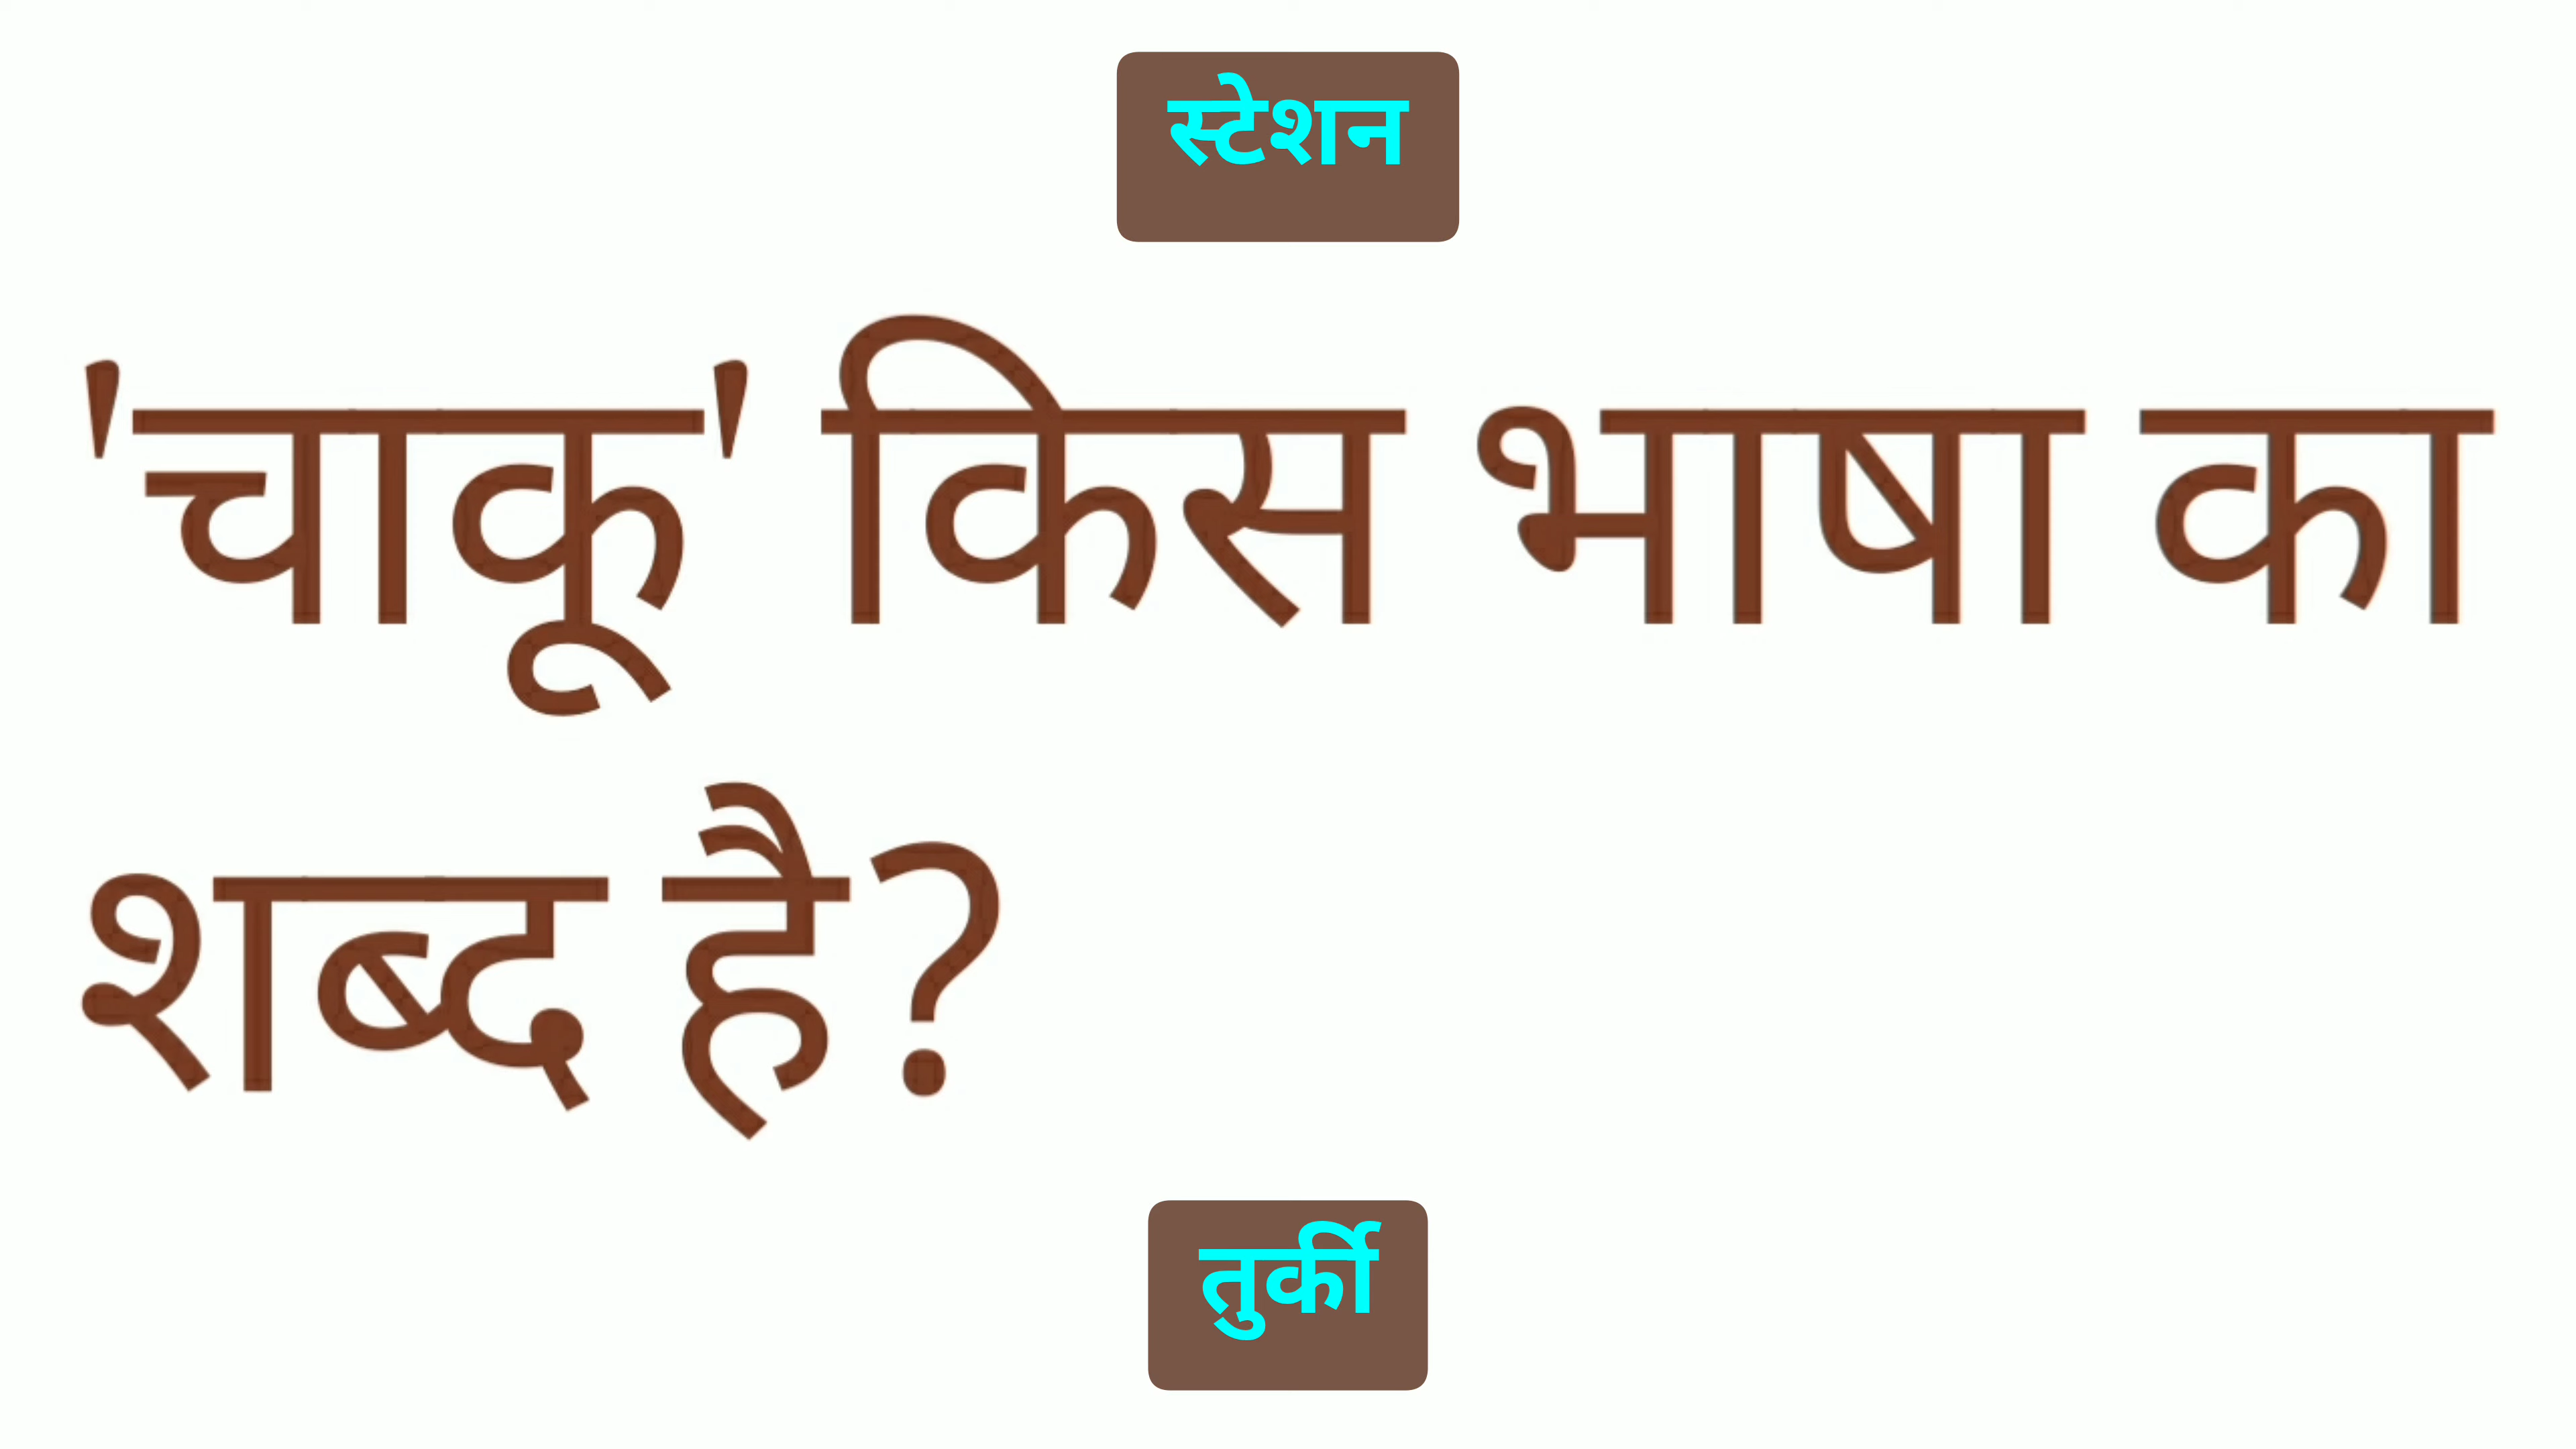 स्टेशन
'चाकू' किस भाषा का
शब्द है?
तुर्की